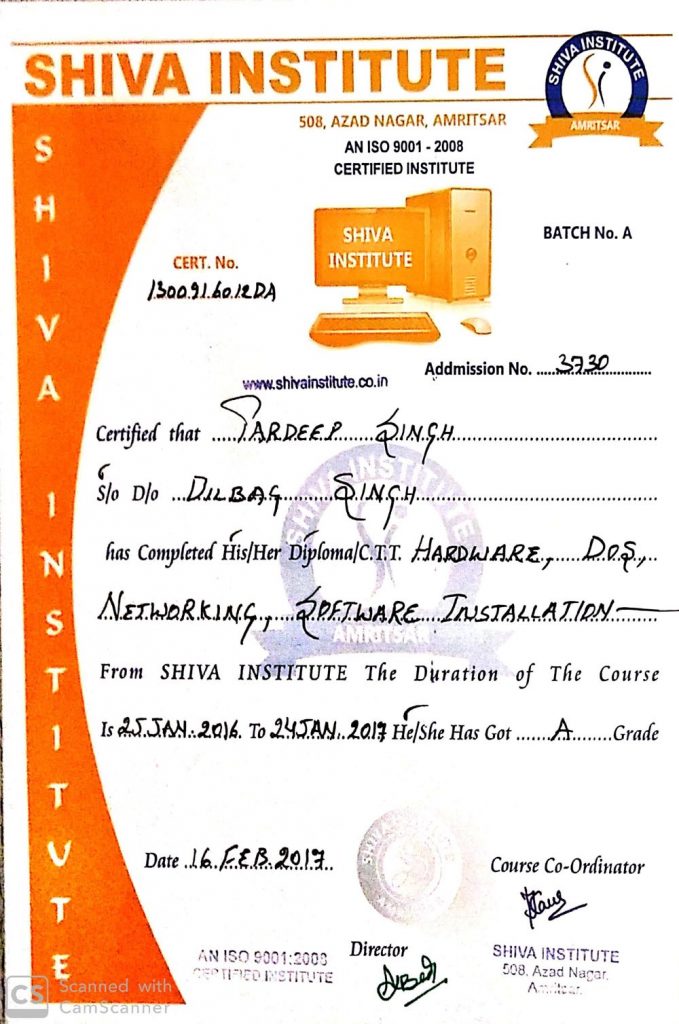 SHIVA INSTITUTE
SHIVA INSTITUTE
AMRITSAR
508, AZAD NAGAR, AMRITSAR
AN ISO 9001 - 2008
CERTIFIED INSTITUTE
SHIVA INSTITUTE
SHIVA
INSTITUTE
BATCH No. A
CERT. No.
1300916012DA
Addmission No. ......3730............
www.shivainstitute.co.in
Certified that ......PARDEEP SINGH..............
S/o D/o ...DILBAG SINGH..............
SHIVA INSTITUTE
has Completed His/Her Diploma/C.T.T. HARDWARE, DOS,
NETWORKING, SOFTWARE INSTALLATION
AMRITSAR
From SHIVA INSTITUTE The Duration of The Course
Is 25 JAN. 2016. To 24 JAN. 2017 He/She Has Got .......A.......Grade
Date .16.FEB.2017..
Course Co-Ordinator
Director
AN ISO 9001:2008
CERTIFIED INSTITUTE
SHIVA INSTITUTE
508, Azad Nagar,
Amritsar.
CS Scanned with
CamScanner